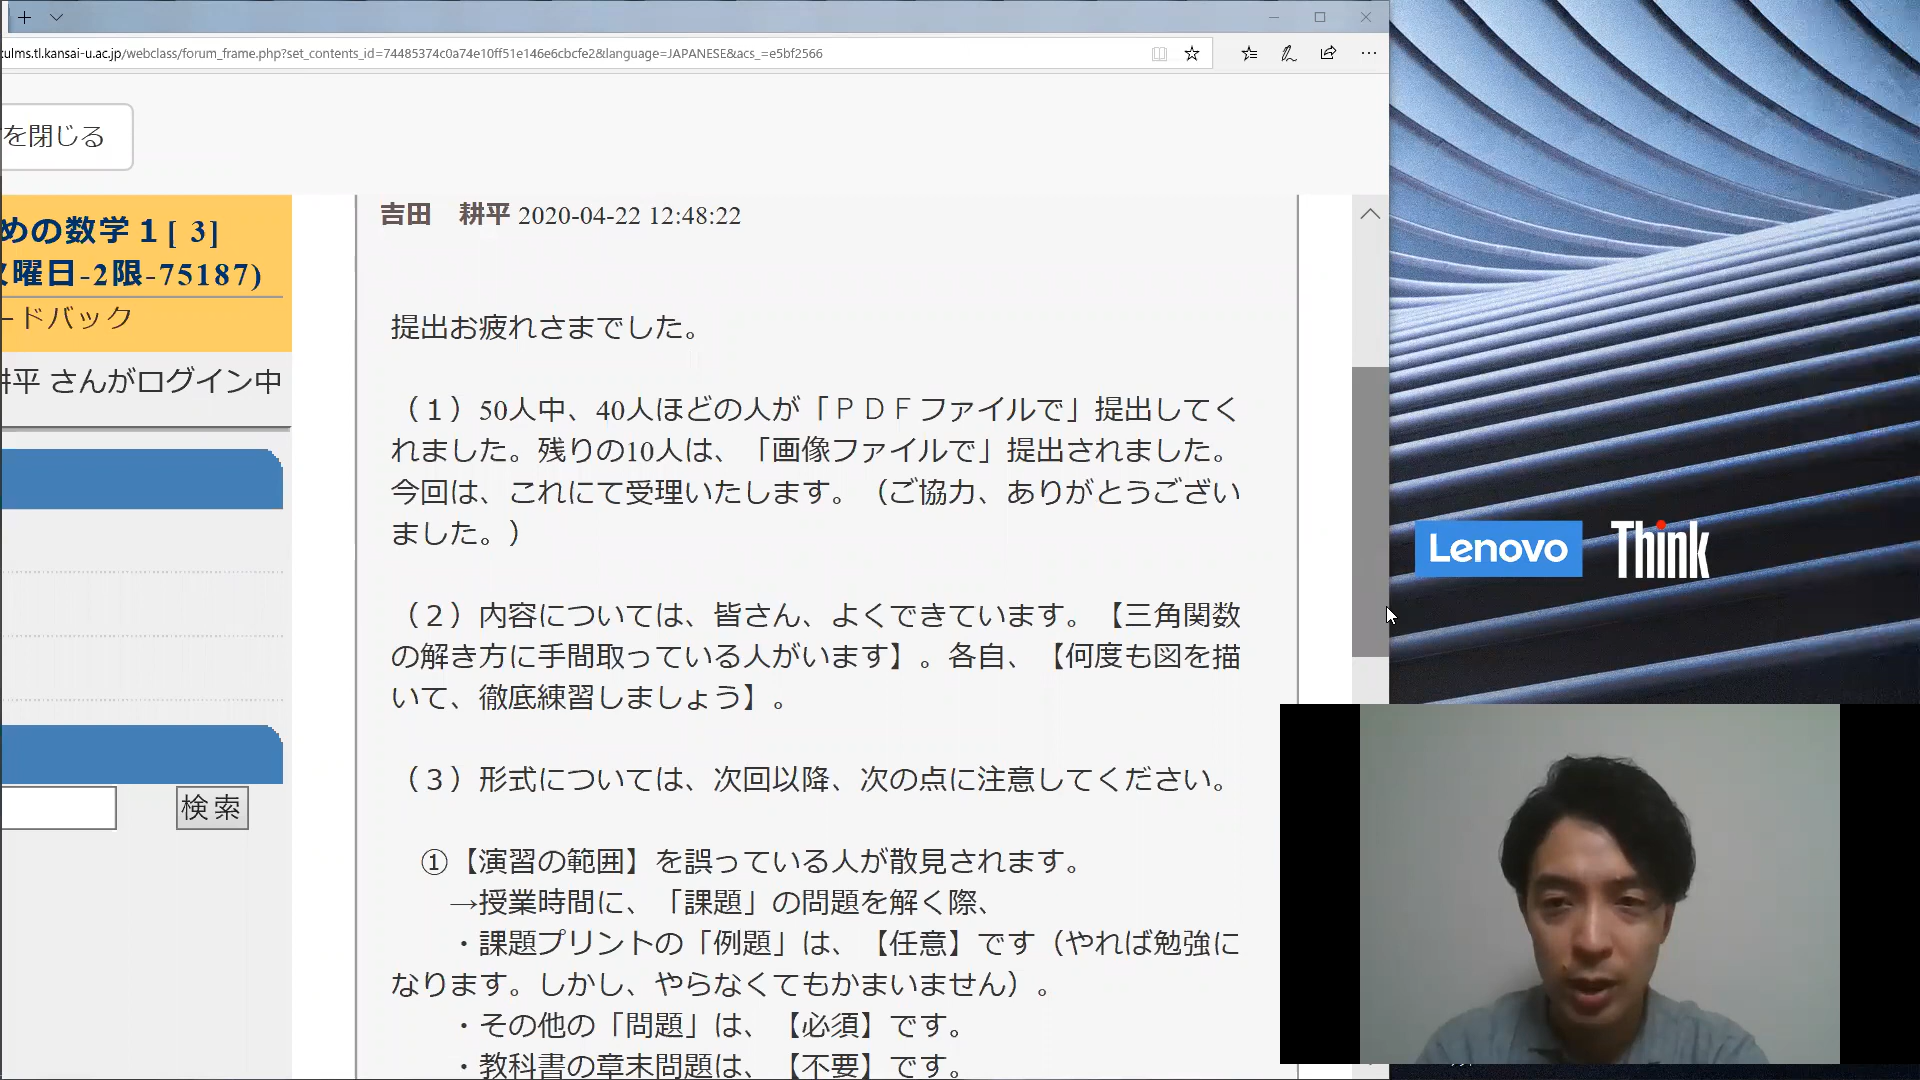 ulms.tl.kansai-u.ac.jp/webclass/forum_frame.php?set_contents_id=74485374c0a74e10ff51e146e6cbcfe2&language=JAPANESE&acs_=e5bf2566
を閉じる
めの数学1[ 3]
曜日-2限-75187)
ードバック
耕平 さんがログイン中
検索
吉田　耕平 2020-04-22 12:48:22
提出お疲れさまでした。
（１）50人中、40人ほどの人が「ＰＤＦファイルで」提出してく
れました。残りの10人は、「画像ファイルで」提出されました。
今回は、これにて受理いたします。（ご協力、ありがとうござい
ました。）
（２）内容については、皆さん、よくできています。【三角関数
の解き方に手間取っている人がいます】。各自、【何度も図を描
いて、徹底練習しましょう】。
（３）形式については、次回以降、次の点に注意してください。
①【演習の範囲】を誤っている人が散見されます。
→授業時間に、「課題」の問題を解く際、
・課題プリントの「例題」は、【任意】です（やれば勉強に
なります。しかし、やらなくてもかまいません）。
・その他の「問題」は、【必須】です。
・教科書の章末問題は、【不要】です。
Lenovo Think